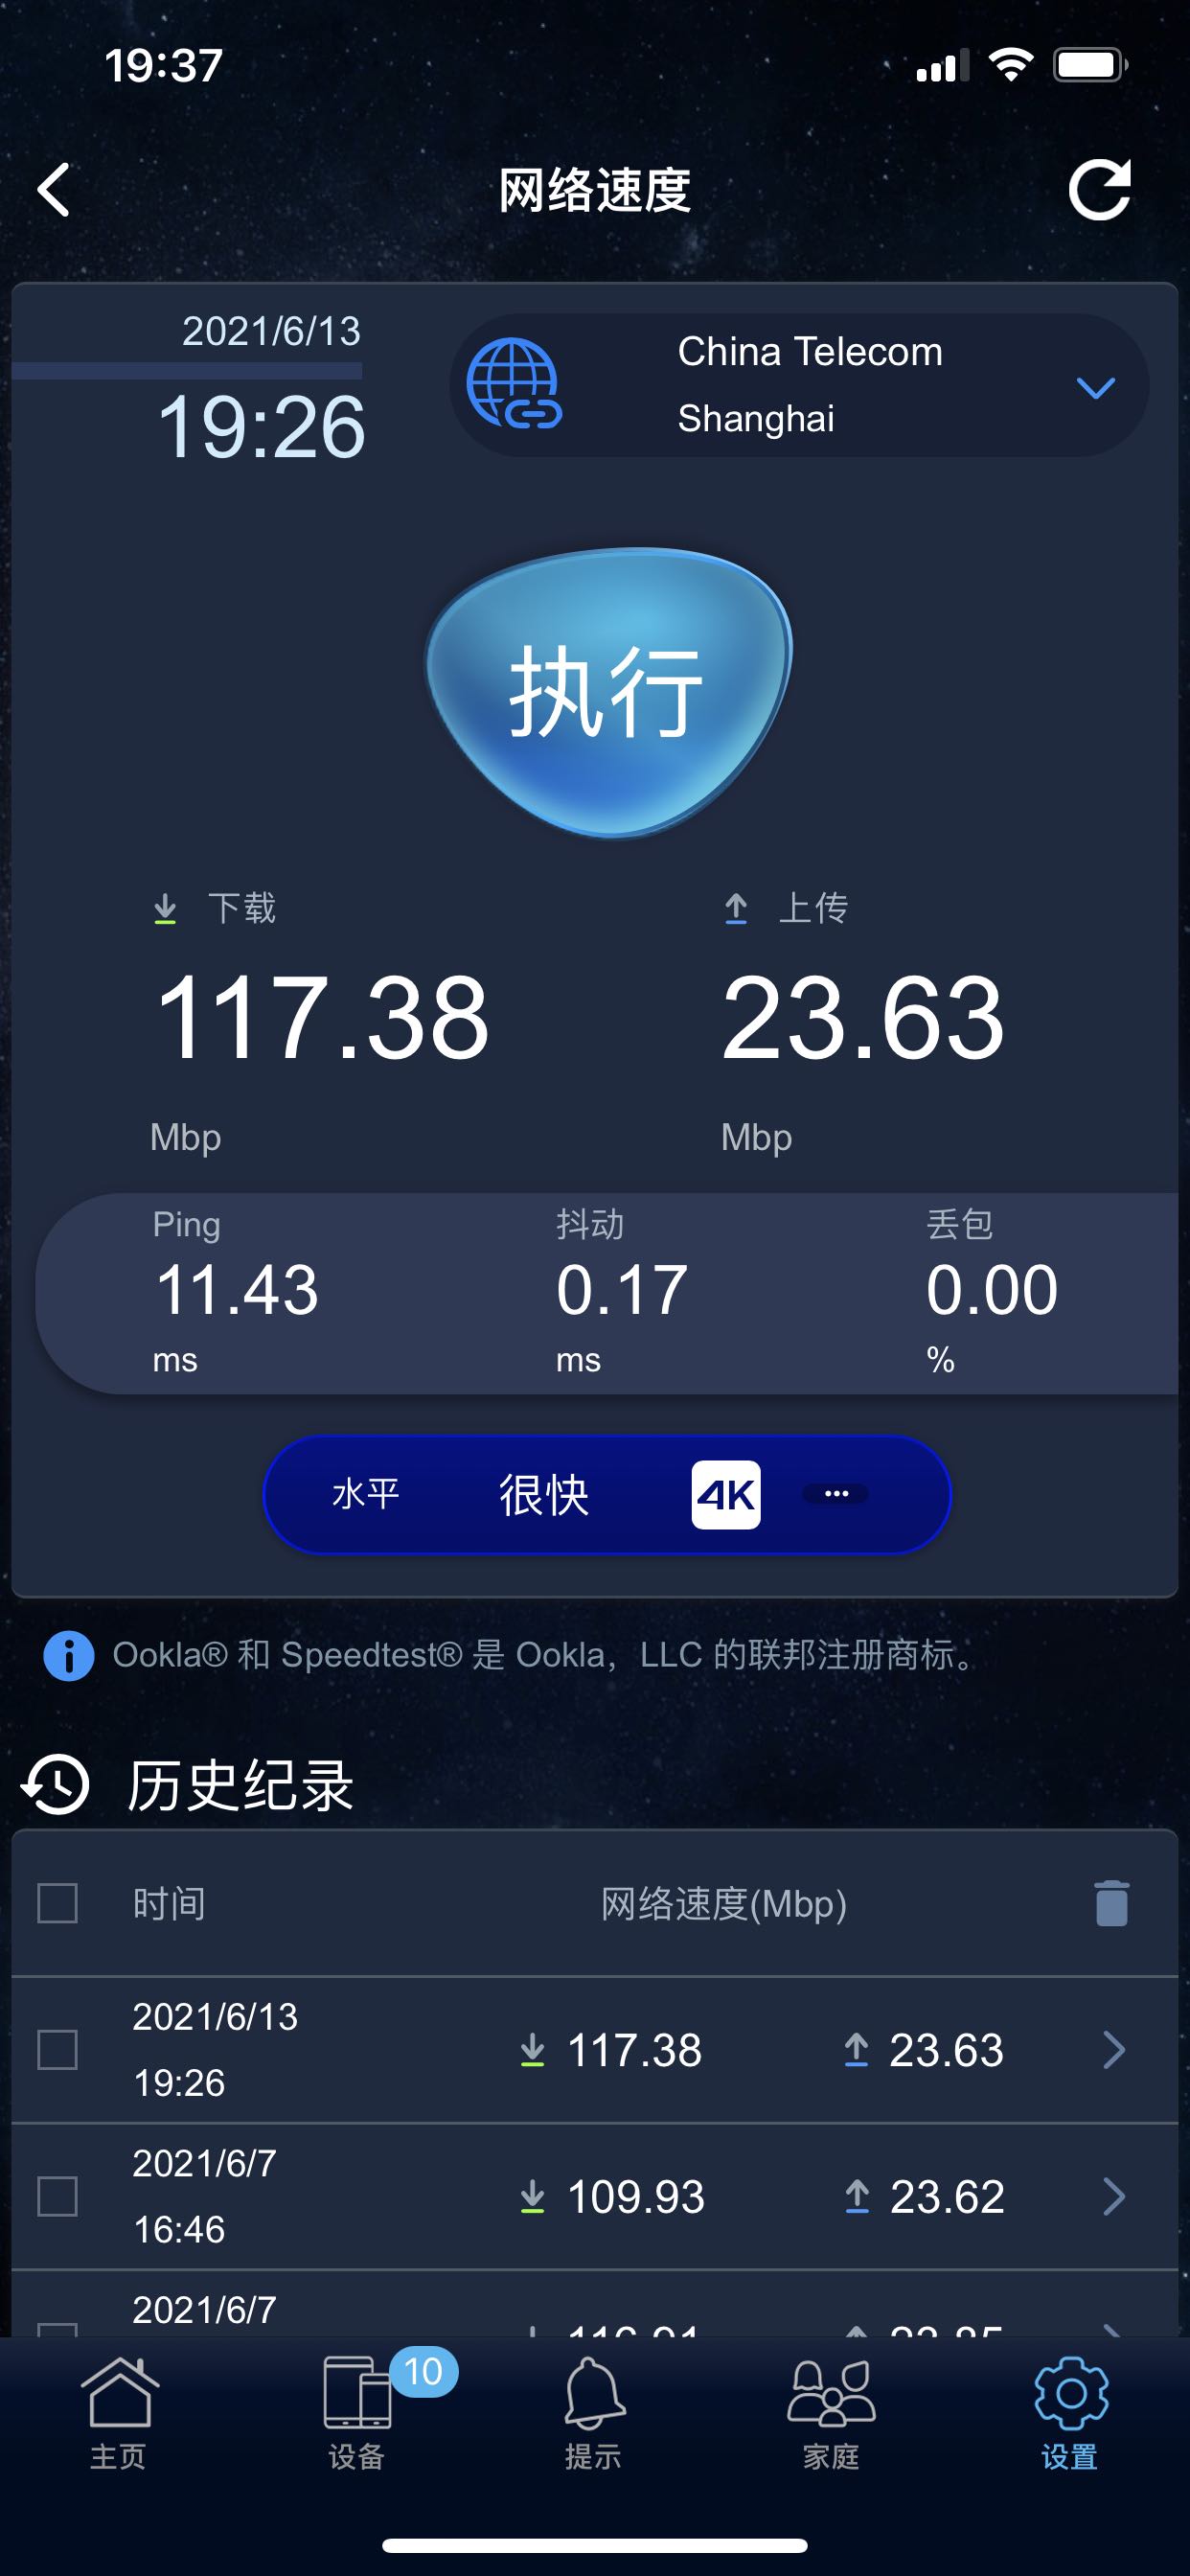 19:37
网络速度
2021/6/13
19:26
China Telecom
Shanghai
执行
下载
上传
117.38
23.63
Mbp
Mbp
Ping
抖动
丢包
11.43
0.17
0.00
ms
ms
%
水平 很快 4K ...
Ookla® 和 Speedtest® 是 Ookla，LLC 的联邦注册商标。
历史纪录
时间 网络速度(Mbp)
2021/6/13
19:26
117.38
23.63
2021/6/7
16:46
109.93
23.62
2021/6/7
10
主页
设备
提示
家庭
设置